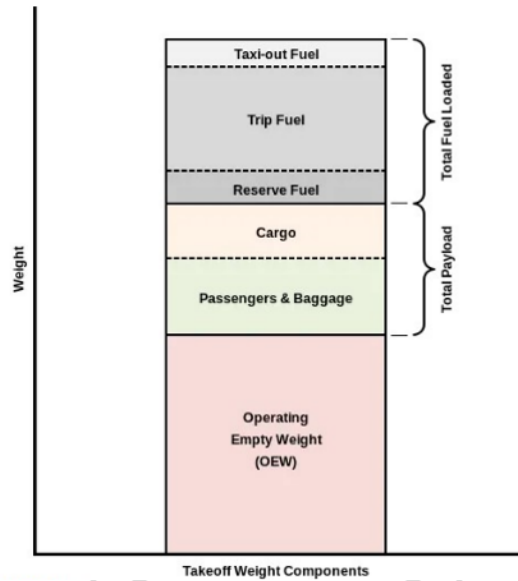 Taxi-out Fuel
Trip Fuel
Reserve Fuel
Cargo
Passengers & Baggage
Operating
Empty Weight
(OEW)
Total Fuel Loaded
Total Payload
Weight
Takeoff Weight Components